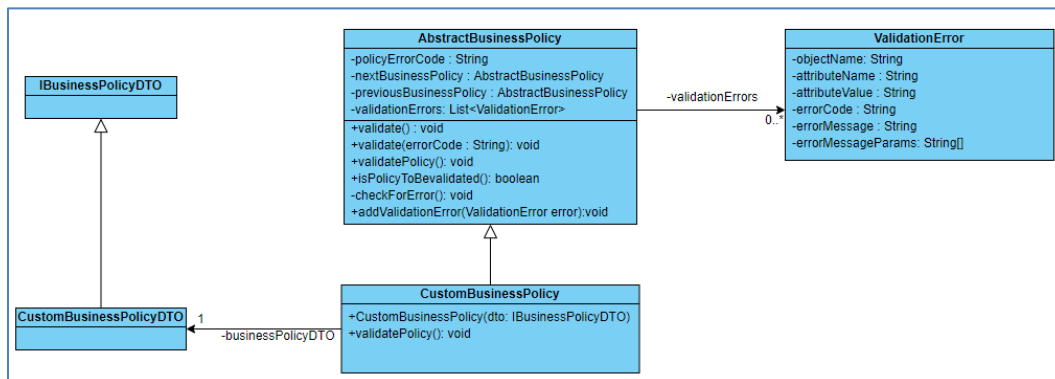 AbstractBusinessPolicy
-policyErrorCode : String
-nextBusinessPolicy : AbstractBusinessPolicy
-previousBusinessPolicy : AbstractBusinessPolicy
-validationErrors: List<ValidationError>
+validate() : void
+validate(errorCode : String): void
+validatePolicy(): void
+isPolicyToBevalidated(): boolean
-checkForError(): void
+addValidationError(ValidationError error):void
-validationErrors
0..*
ValidationError
-objectName: String
-attributeName : String
-attributeValue : String
-errorCode : String
-errorMessage : String
-errorMessageParams: String[]
IBusinessPolicyDTO
CustomBusinessPolicyDTO
1
-businessPolicyDTO
CustomBusinessPolicy
+CustomBusinessPolicy(dto: IBusinessPolicyDTO)
+validatePolicy(): void